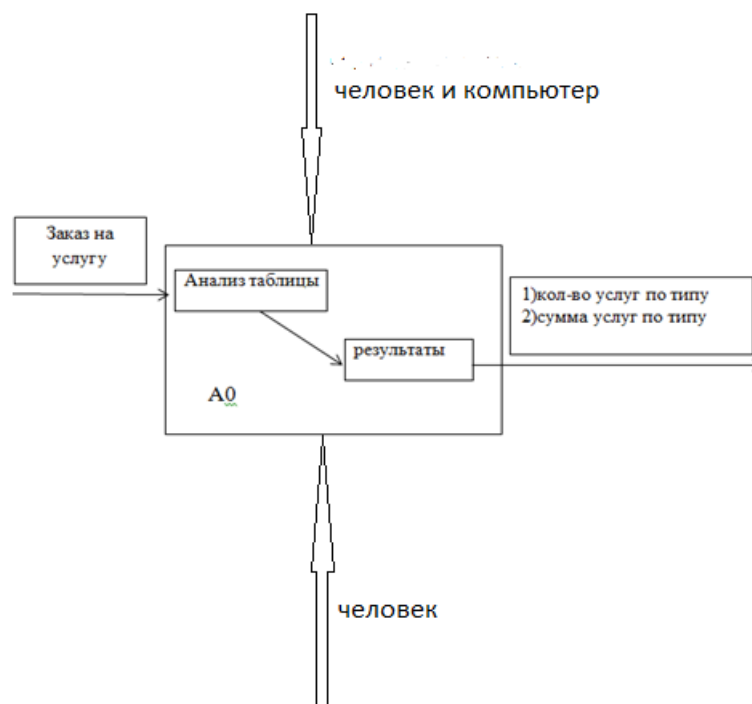 человек и компьютер
Заказ на
услугу
Анализ таблицы
1)кол-во услуг по типу
2)сумма услуг по типу
результаты
А0
человек